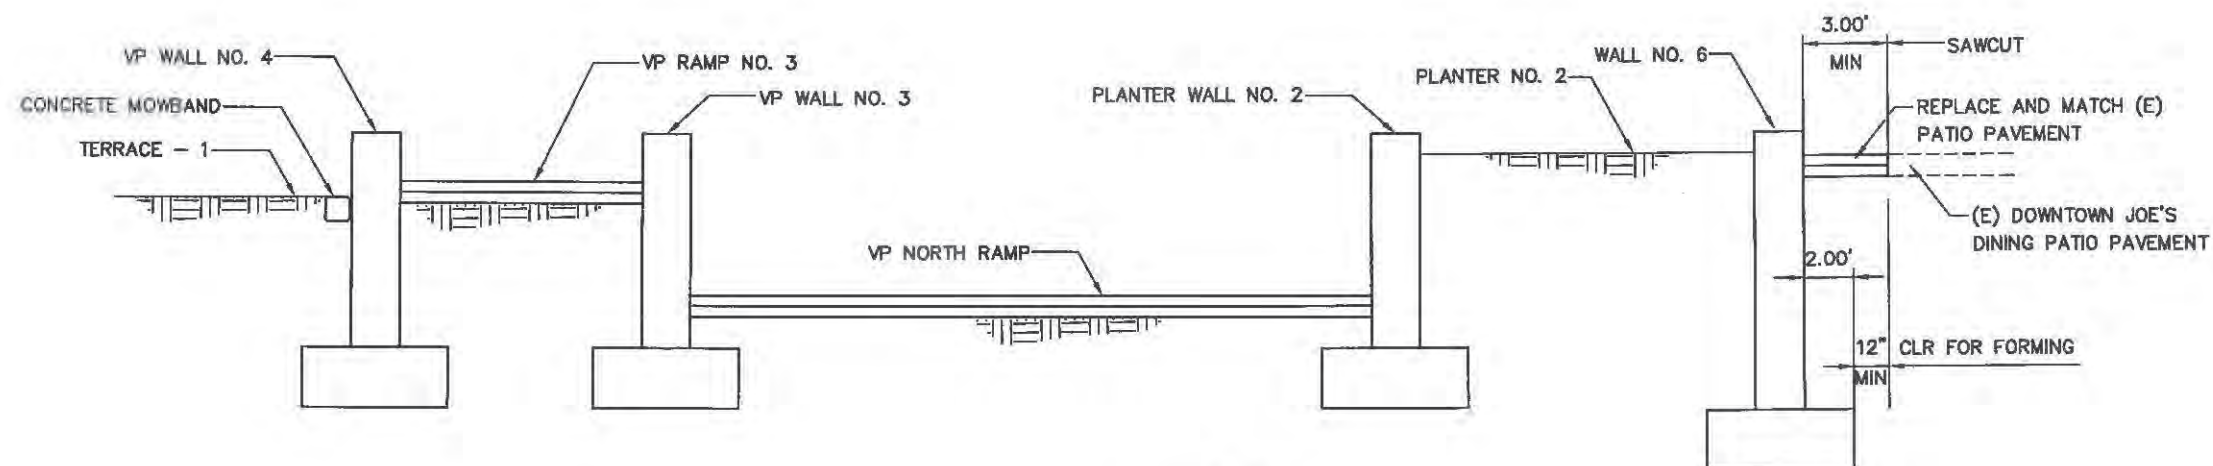 VP WALL NO. 4
CONCRETE MOWBAND
TERRACE - 1
VP RAMP NO. 3
VP WALL NO. 3
VP NORTH RAMP
PLANTER WALL NO. 2
PLANTER NO. 2
WALL NO. 6
3.00'
MIN
SAWCUT
REPLACE AND MATCH (E)
PATIO PAVEMENT
(E) DOWNTOWN JOE'S
DINING PATIO PAVEMENT
2.00'
12" CLR FOR FORMING
MIN